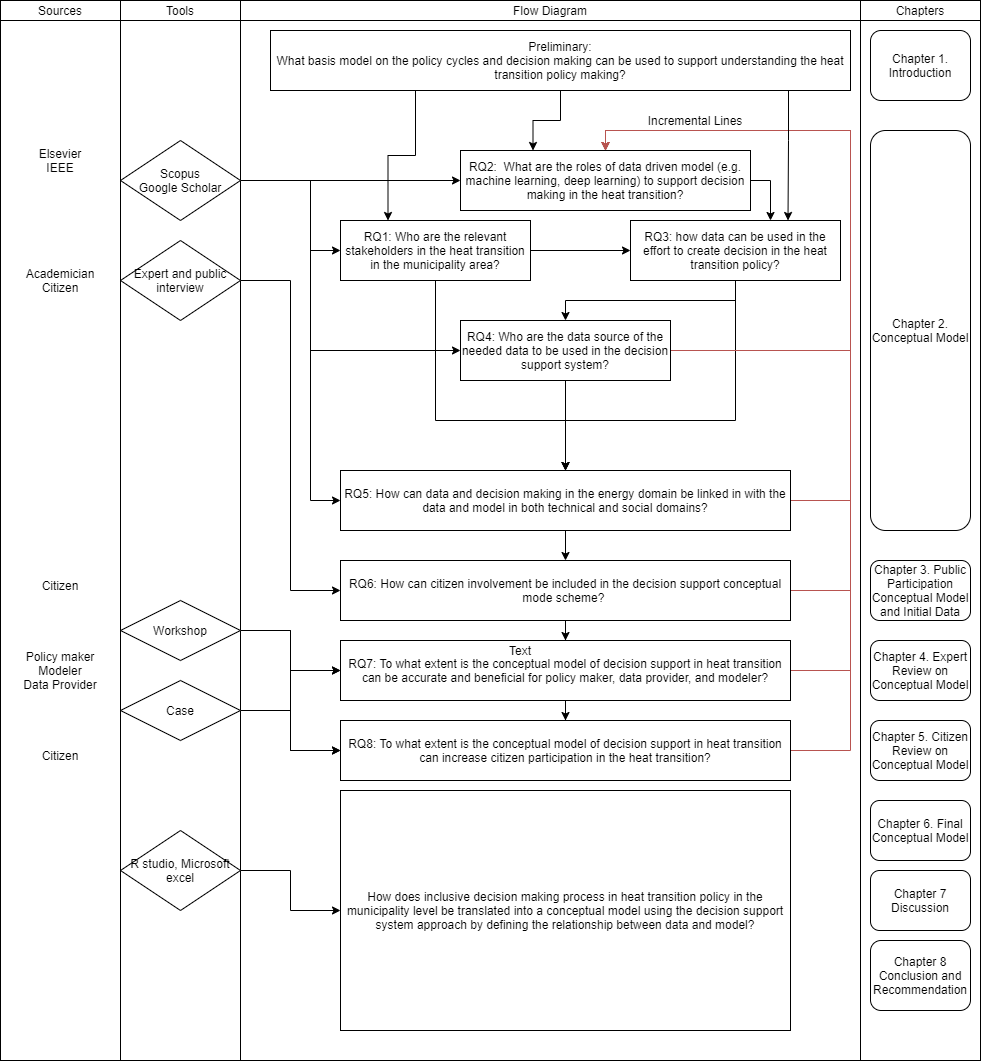 Sources
Tools
Flow Diagram
Chapters
Preliminary:
What basis model on the policy cycles and decision making can be used to support understanding the heat
transition policy making?
Chapter 1.
Introduction
Incremental Lines
Elsevier
IEEE
Scopus
Google Scholar
RQ2:  What are the roles of data driven model (e.g.
machine learning, deep learning) to support decision
making in the heat transition?
RQ1: Who are the relevant
stakeholders in the heat transition
in the municipality area?
RQ3: how data can be used in the
effort to create decision in the heat
transition policy?
Academician
Citizen
Expert and public
interview
Chapter 2.
Conceptual Model
RQ4: Who are the data source of the
needed data to be used in the decision
support system?
RQ5: How can data and decision making in the energy domain be linked in with the
data and model in both technical and social domains?
Citizen
RQ6: How can citizen involvement be included in the decision support conceptual
mode scheme?
Chapter 3. Public
Participation
Conceptual Model
and Initial Data
Workshop
Policy maker
Modeler
Data Provider
Text
RQ7: To what extent is the conceptual model of decision support in heat transition
can be accurate and beneficial for policy maker, data provider, and modeler?
Chapter 4. Expert
Review on
Conceptual Model
Case
Citizen
RQ8: To what extent is the conceptual model of decision support in heat transition
can increase citizen participation in the heat transition?
Chapter 5. Citizen
Review on
Conceptual Model
Chapter 6. Final
Conceptual Model
R studio, Microsoft
excel
How does inclusive decision making process in heat transition policy in the
municipality level be translated into a conceptual model using the decision support
system approach by defining the relationship between data and model?
Chapter 7
Discussion
Chapter 8
Conclusion and
Recommendation